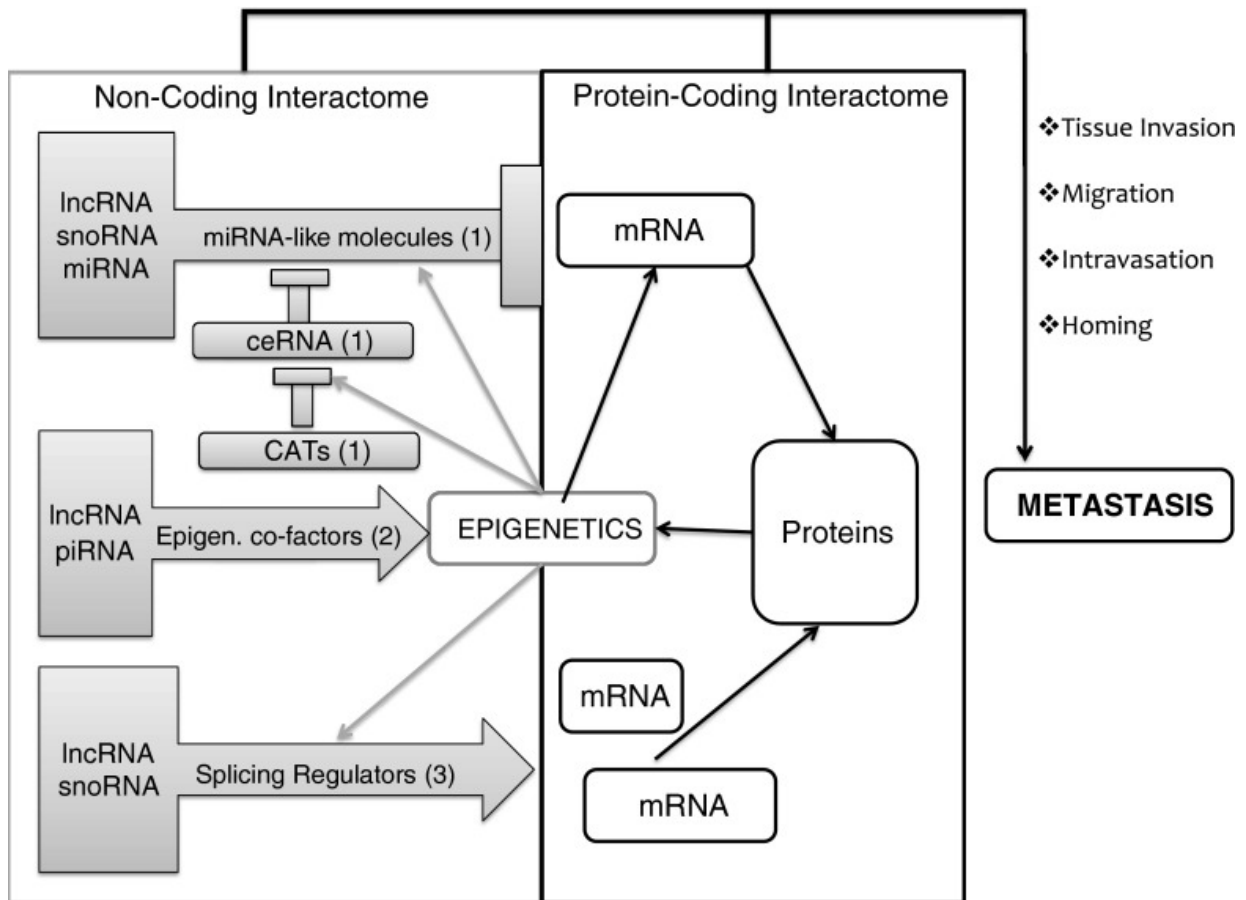 Non-Coding Interactome
Protein-Coding Interactome
lncRNA
snoRNA
miRNA
miRNA-like molecules (1)
ceRNA (1)
CATs (1)
lncRNA
piRNA
Epigen. co-factors (2)
EPIGENETICS
lncRNA
snoRNA
Splicing Regulators (3)
mRNA
Proteins
mRNA
mRNA
❖Tissue Invasion
❖Migration
❖Intravasation
❖Homing
METASTASIS